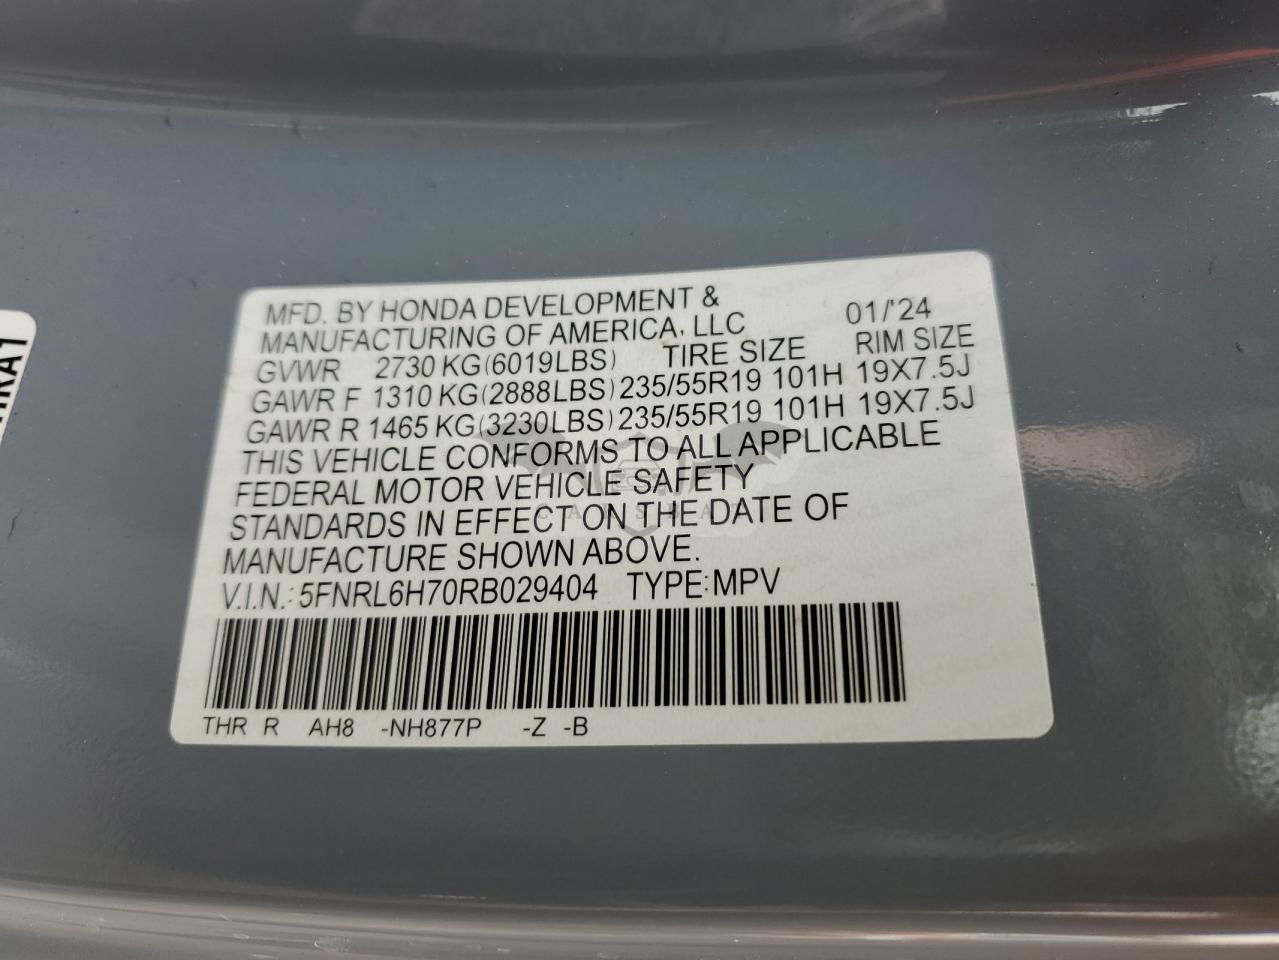 MFD. BY HONDA DEVELOPMENT &
MANUFACTURING OF AMERICA, LLC 01/'24
GVWR 2730 KG(6019LBS) TIRE SIZE RIM SIZE
GAWR F 1310 KG(2888LBS) 235/55R19 101H 19X7.5J
GAWR R 1465 KG(3230LBS) 235/55R19 101H 19X7.5J
THIS VEHICLE CONFORMS TO ALL APPLICABLE
FEDERAL MOTOR VEHICLE SAFETY
STANDARDS IN EFFECT ON THE DATE OF
MANUFACTURE SHOWN ABOVE.
V.I.N.: 5FNRL6H70RB029404 TYPE:MPV
THR R AH8 -NH877P -Z -B